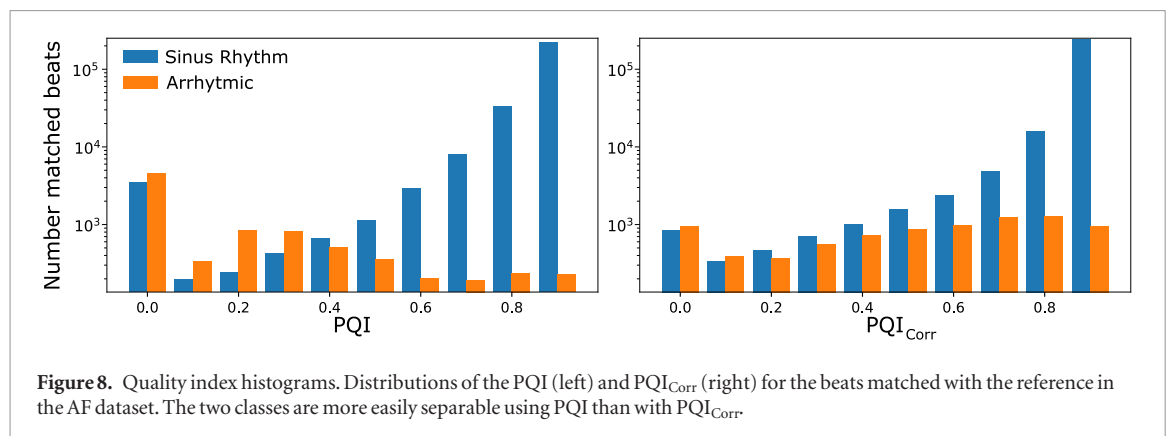 Number matched beats
10^5
10^4
10^3
Sinus Rhythm
Arrhytmic
0.0 0.2 0.4 0.6 0.8
PQI
10^5
10^4
10^3
0.0 0.2 0.4 0.6 0.8
PQI_Corr
Figure 8. Quality index histograms. Distributions of the PQI (left) and PQI_Corr (right) for the beats matched with the reference in
the AF dataset. The two classes are more easily separable using PQI than with PQI_Corr.